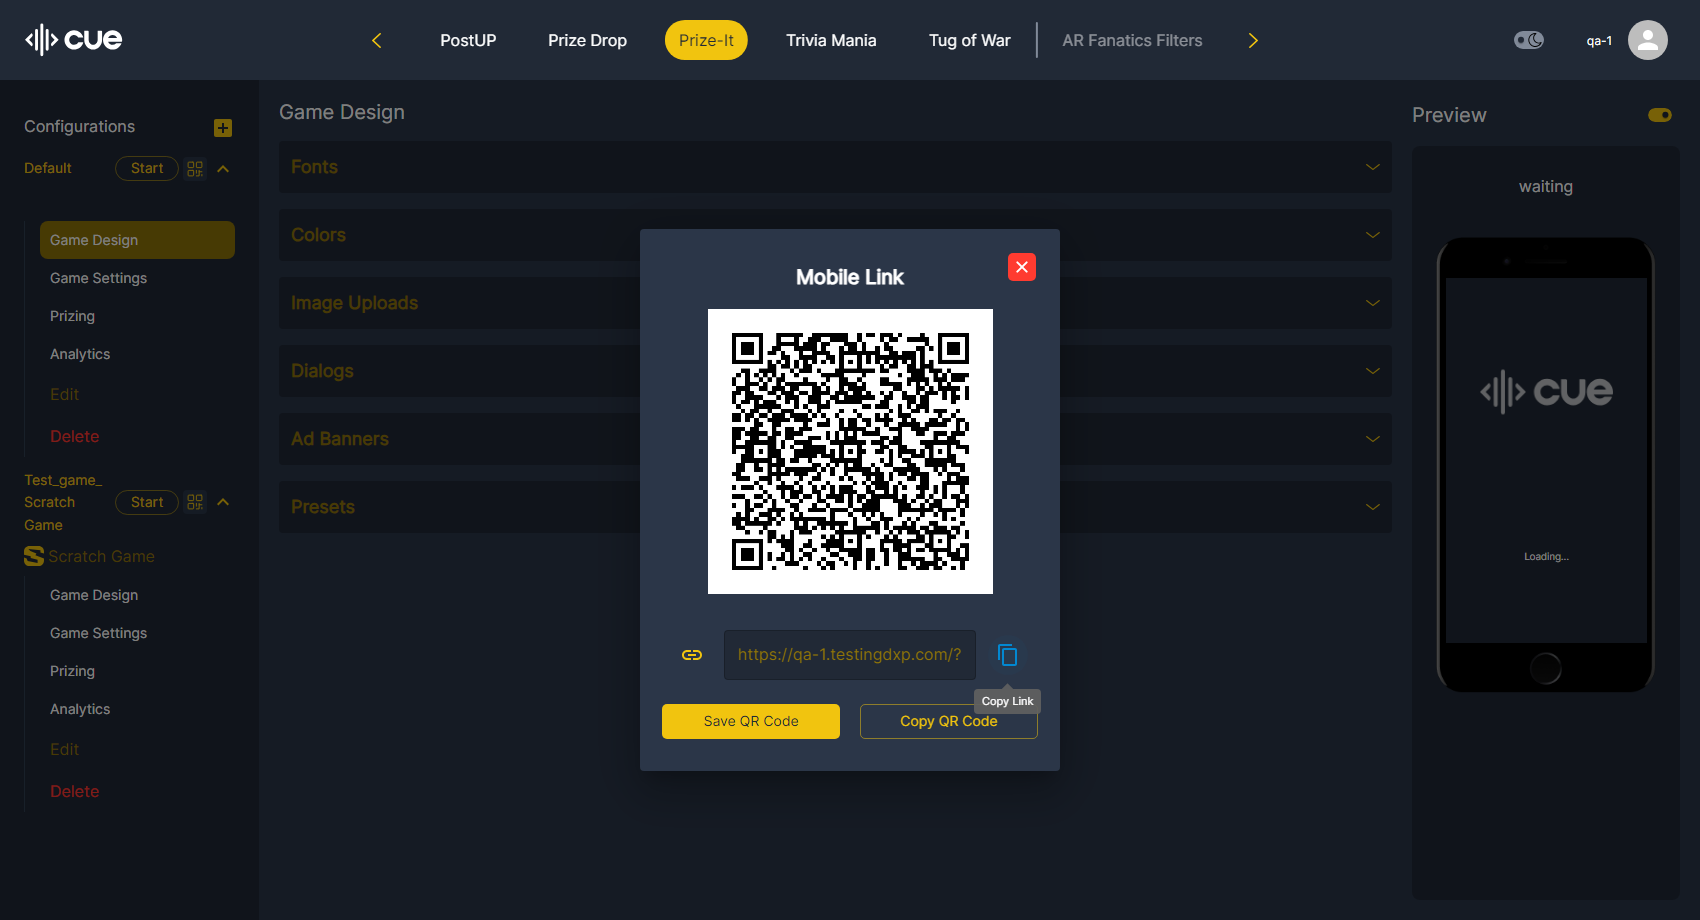 cue
PostUP
Prize Drop
Prize-It
Trivia Mania
Tug of War
AR Fanatics Filters
qa-1
Configurations
Default
Start
Game Design
Game Settings
Prizing
Analytics
Edit
Delete
Test_game_
Scratch
Game
Start
Scratch Game
Game Design
Game Settings
Prizing
Analytics
Edit
Delete
Game Design
Fonts
Colors
Image Uploads
Dialogs
Ad Banners
Presets
Mobile Link
https://qa-1.testingdxp.com/?
Copy Link
Save QR Code
Copy QR Code
Preview
waiting
cue
Loading...